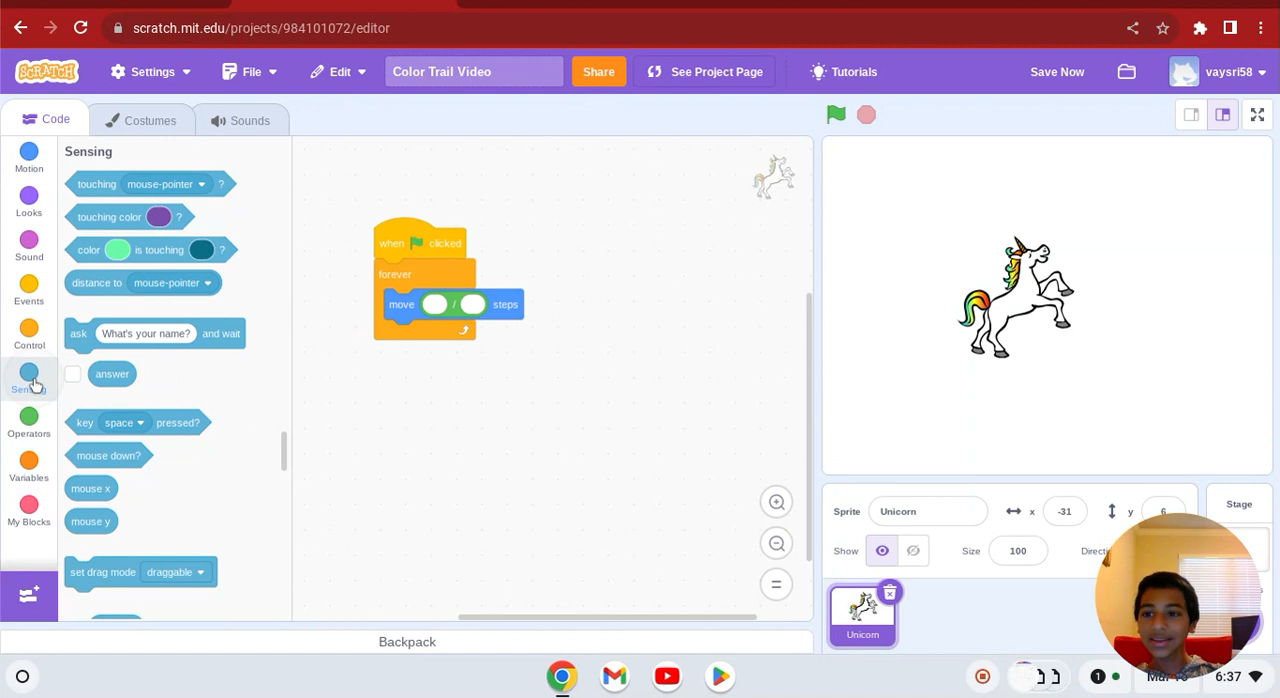 scratch.mit.edu/projects/984101072/editor
SCRATCH
Settings
File
Edit
Color Trail Video
Share
See Project Page
Tutorials
Save Now
vaysri58
Code
Costumes
Sounds
Motion
Looks
Sound
Events
Control
Operators
Variables
My Blocks
Sensing
touching mouse-pointer ?
touching color ?
color is touching ?
distance to mouse-pointer
ask What's your name? and wait
answer
key space pressed?
mouse down?
mouse x
mouse y
set drag mode draggable
when clicked
forever
move / steps
Sprite
Unicorn
x
-31
y
6
Show
Size
100
Stage
Unicorn
Backpack
1
6:37